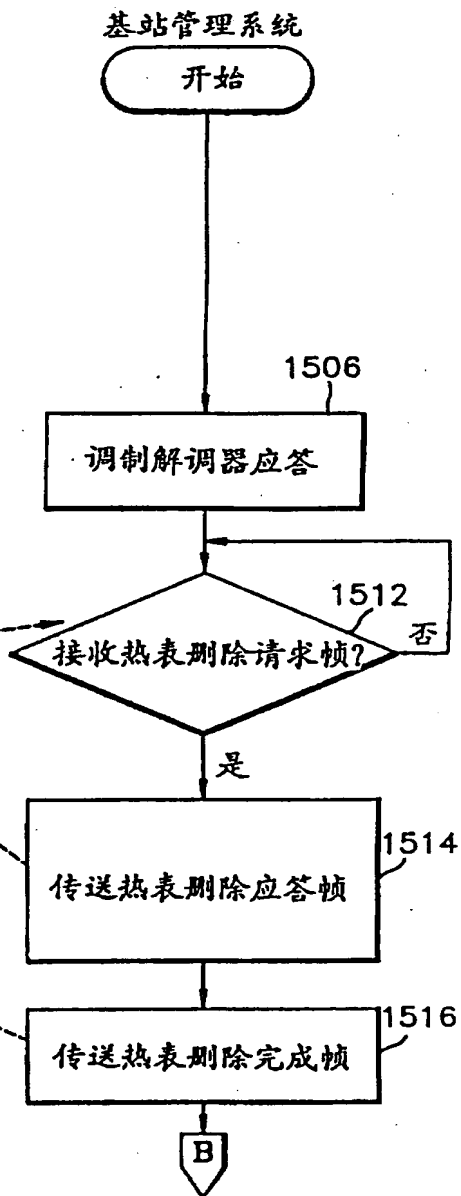 基站管理系统
开始
1506
调制解调器应答
1512
接收热表删除请求帧?
否
是
1514
传送热表删除应答帧
1516
传送热表删除完成帧
B